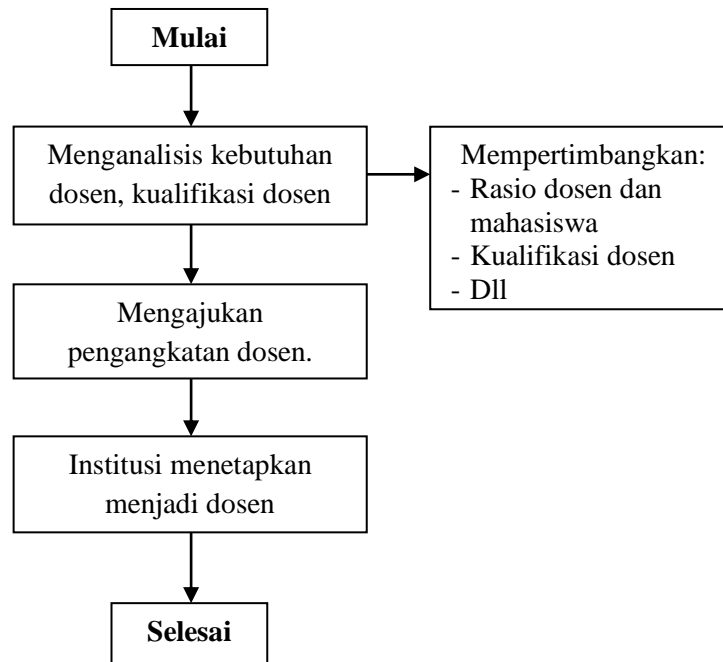 Mulai
Menganalisis kebutuhan
dosen, kualifikasi dosen
Mempertimbangkan:
- Rasio dosen dan
mahasiswa
- Kualifikasi dosen
- Dll
Mengajukan
pengangkatan dosen.
Institusi menetapkan
menjadi dosen
Selesai